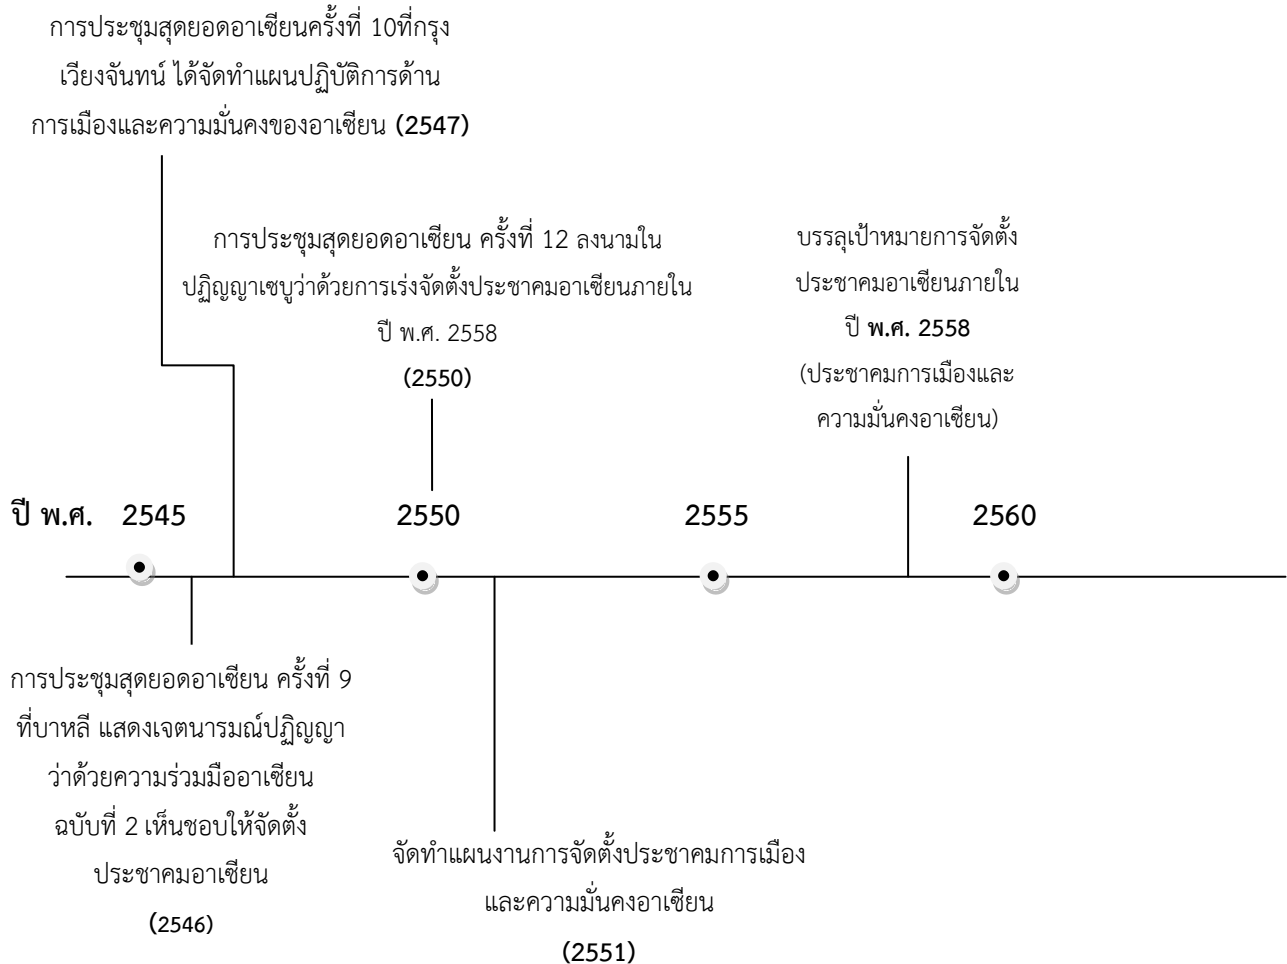 การประชุมสุดยอดอาเซียนครั้งที่ 10ที่กรุง
เวียงจันทน์ ได้จัดทำแผนปฏิบัติการด้าน
การเมืองและความมั่นคงของอาเซียน (2547)
การประชุมสุดยอดอาเซียน ครั้งที่ 12 ลงนามใน
ปฏิญญาเซบูว่าด้วยการเร่งจัดตั้งประชาคมอาเซียนภายใน
ปี พ.ศ. 2558
(2550)
บรรลุเป้าหมายการจัดตั้ง
ประชาคมอาเซียนภายใน
ปี พ.ศ. 2558
(ประชาคมการเมืองและ
ความมั่นคงอาเซียน)
ปี พ.ศ. 2545 2550 2555 2560
การประชุมสุดยอดอาเซียน ครั้งที่ 9
ที่บาหลี แสดงเจตนารมณ์ปฏิญญา
ว่าด้วยความร่วมมืออาเซียน
ฉบับที่ 2 เห็นชอบให้จัดตั้ง
ประชาคมอาเซียน
(2546)
จัดทำแผนงานการจัดตั้งประชาคมการเมือง
และความมั่นคงอาเซียน
(2551)